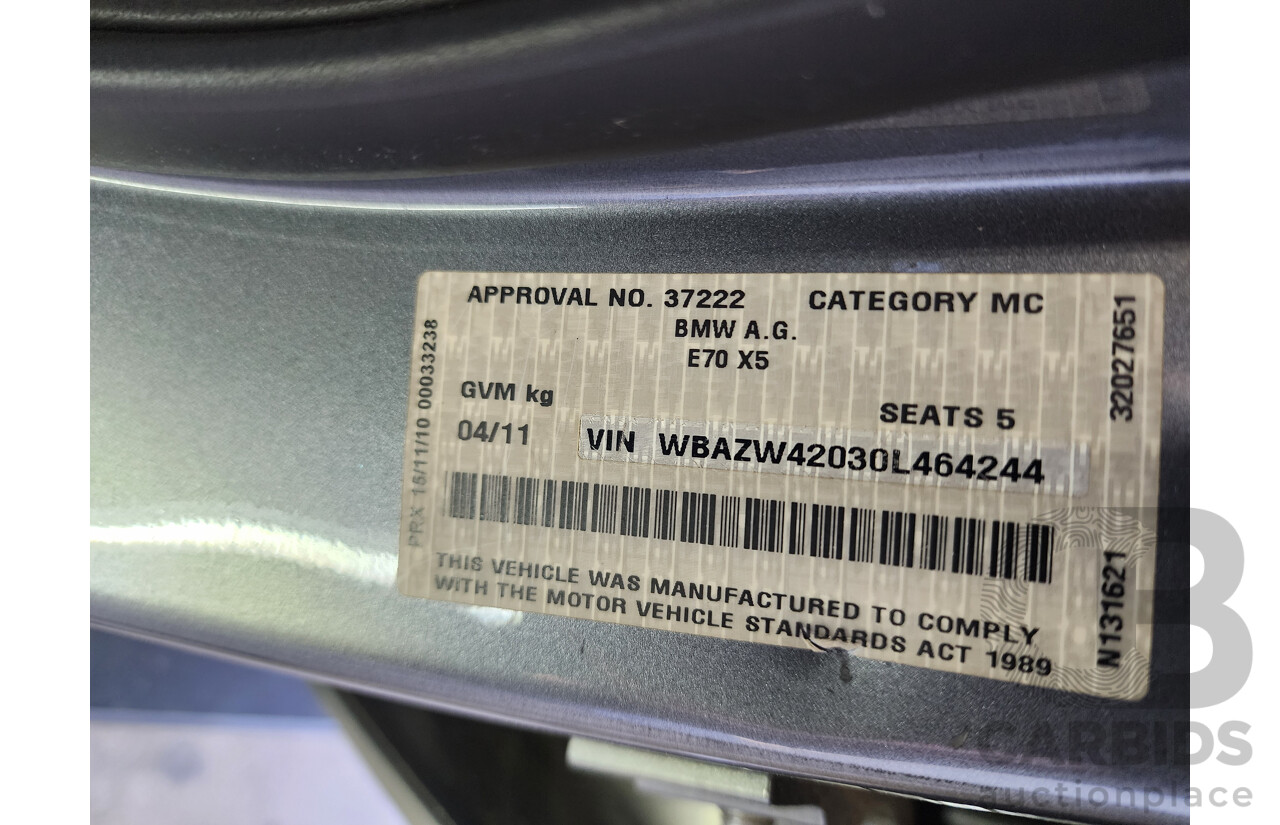 APPROVAL NO. 37222 CATEGORY MC
BMW A.G.
E70 X5
GVM kg
SEATS 5
04/11 VIN WBAZW42030L464244
THIS VEHICLE WAS MANUFACTURED TO COMPLY
WITH THE MOTOR VEHICLE STANDARDS ACT 1989
PRX 15/11/10 00033238
32027651
N131621
CARBIDS
auctionplace